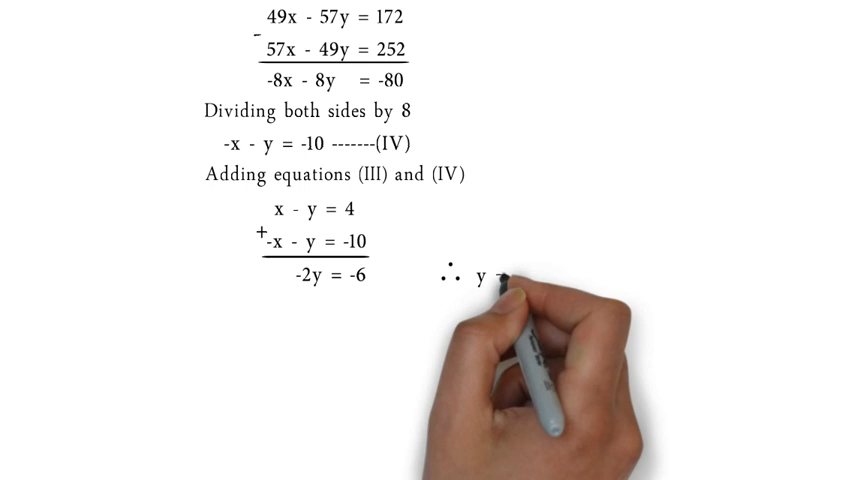 49x - 57y = 172
-
57x - 49y = 252
-8x - 8y = -80
Dividing both sides by 8
-x - y = -10 -------(IV)
Adding equations (III) and (IV)
x - y = 4
+
-x - y = -10
-2y = -6 ∴ y